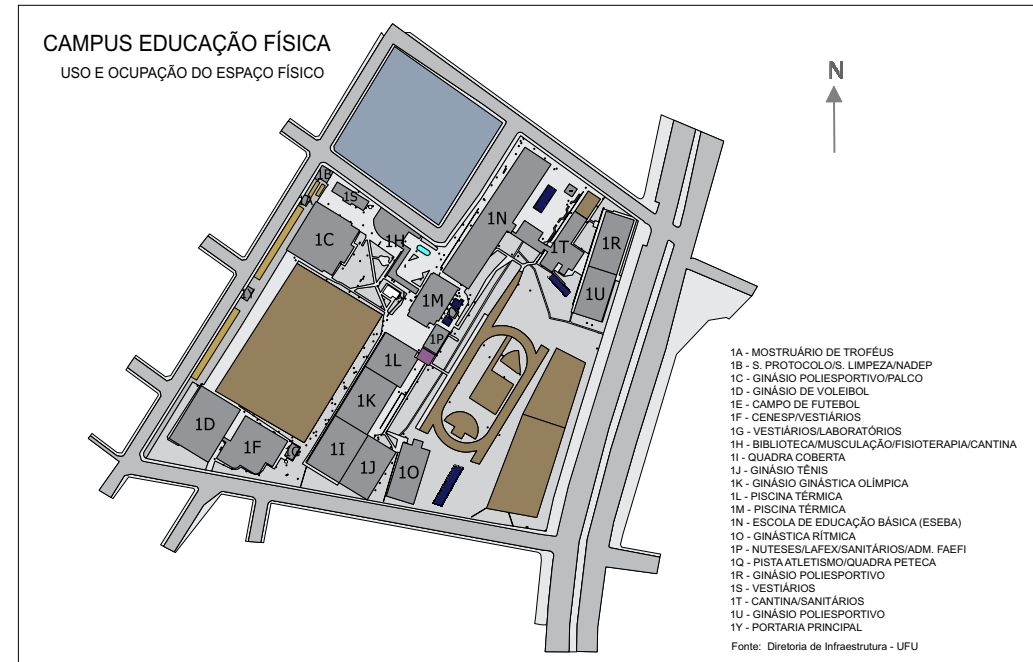 CAMPUS EDUCAÇÃO FÍSICA
USO E OCUPAÇÃO DO ESPAÇO FÍSICO
N
1B
1S
1C
1H
1N
1T
1R
1U
1Y
1M
1P
1L
1K
1D
1F
1G
1I
1J
1O
1A - MOSTRUÁRIO DE TROFÉUS
1B - S. PROTOCOLO/S. LIMPEZA/NADEP
1C - GINÁSIO POLIESPORTIVO/PALCO
1D - GINÁSIO DE VOLEIBOL
1E - CAMPO DE FUTEBOL
1F - CENESP/VESTIÁRIOS
1G - VESTIÁRIOS/LABORATÓRIOS
1H - BIBLIOTECA/MUSCULAÇÃO/FISIOTERAPIA/CANTINA
1I - QUADRA COBERTA
1J - GINÁSIO TÊNIS
1K - GINÁSIO GINÁSTICA OLÍMPICA
1L - PISCINA TÉRMICA
1M - PISCINA TÉRMICA
1N - ESCOLA DE EDUCAÇÃO BÁSICA (ESEBA)
1O - GINÁSTICA RÍTMICA
1P - NUTESES/LAFEX/SANITÁRIOS/ADM. FAEFI
1Q - PISTA ATLETISMO/QUADRA PETECA
1R - GINÁSIO POLIESPORTIVO
1S - VESTIÁRIOS
1T - CANTINA/SANITÁRIOS
1U - GINÁSIO POLIESPORTIVO
1Y - PORTARIA PRINCIPAL
Fonte: Diretoria de Infraestrutura - UFU